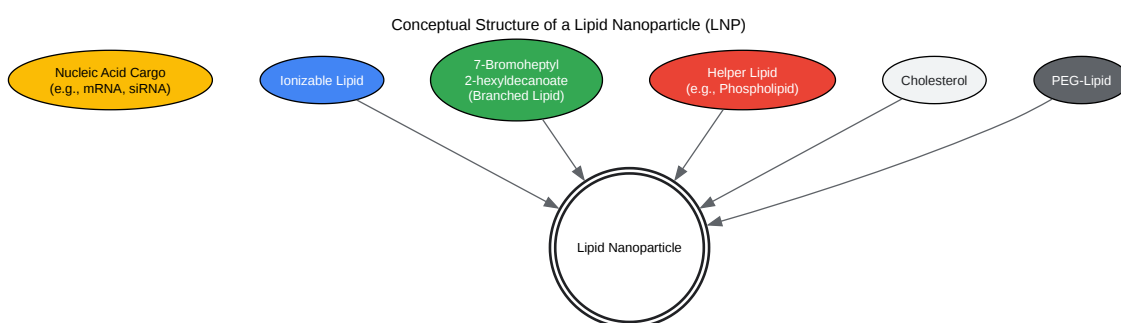 Conceptual Structure of a Lipid Nanoparticle (LNP)
Nucleic Acid Cargo
(e.g., mRNA, siRNA)
Ionizable Lipid
7-Bromoheptyl
2-hexyldecanoate
(Branched Lipid)
Helper Lipid
(e.g., Phospholipid)
Cholesterol
PEG-Lipid
Lipid Nanoparticle